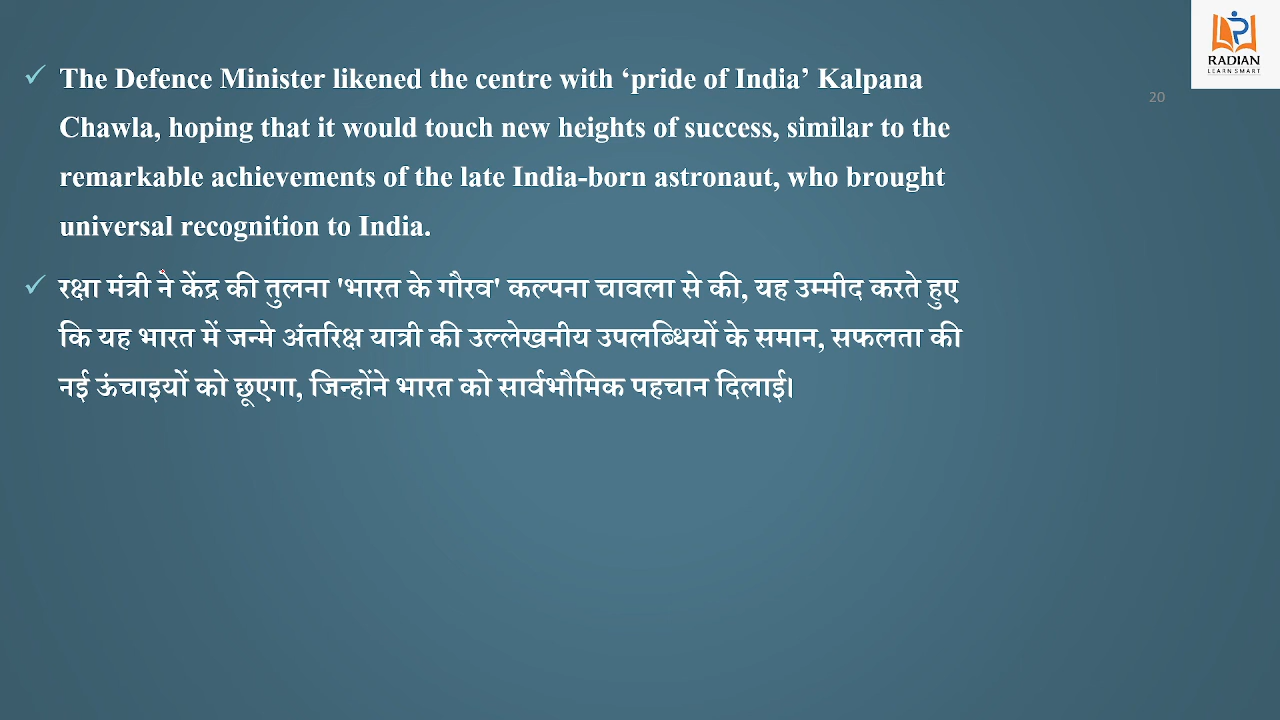 RADIAN
LEARN SMART
20
The Defence Minister likened the centre with ‘pride of India’ Kalpana
Chawla, hoping that it would touch new heights of success, similar to the
remarkable achievements of the late India-born astronaut, who brought
universal recognition to India.
रक्षा मंत्री ने केंद्र की तुलना 'भारत के गौरव' कल्पना चावला से की, यह उम्मीद करते हुए
कि यह भारत में जन्मे अंतरिक्ष यात्री की उल्लेखनीय उपलब्धियों के समान, सफलता की
नई ऊंचाइयों को छूएगा, जिन्होंने भारत को सार्वभौमिक पहचान दिलाई।